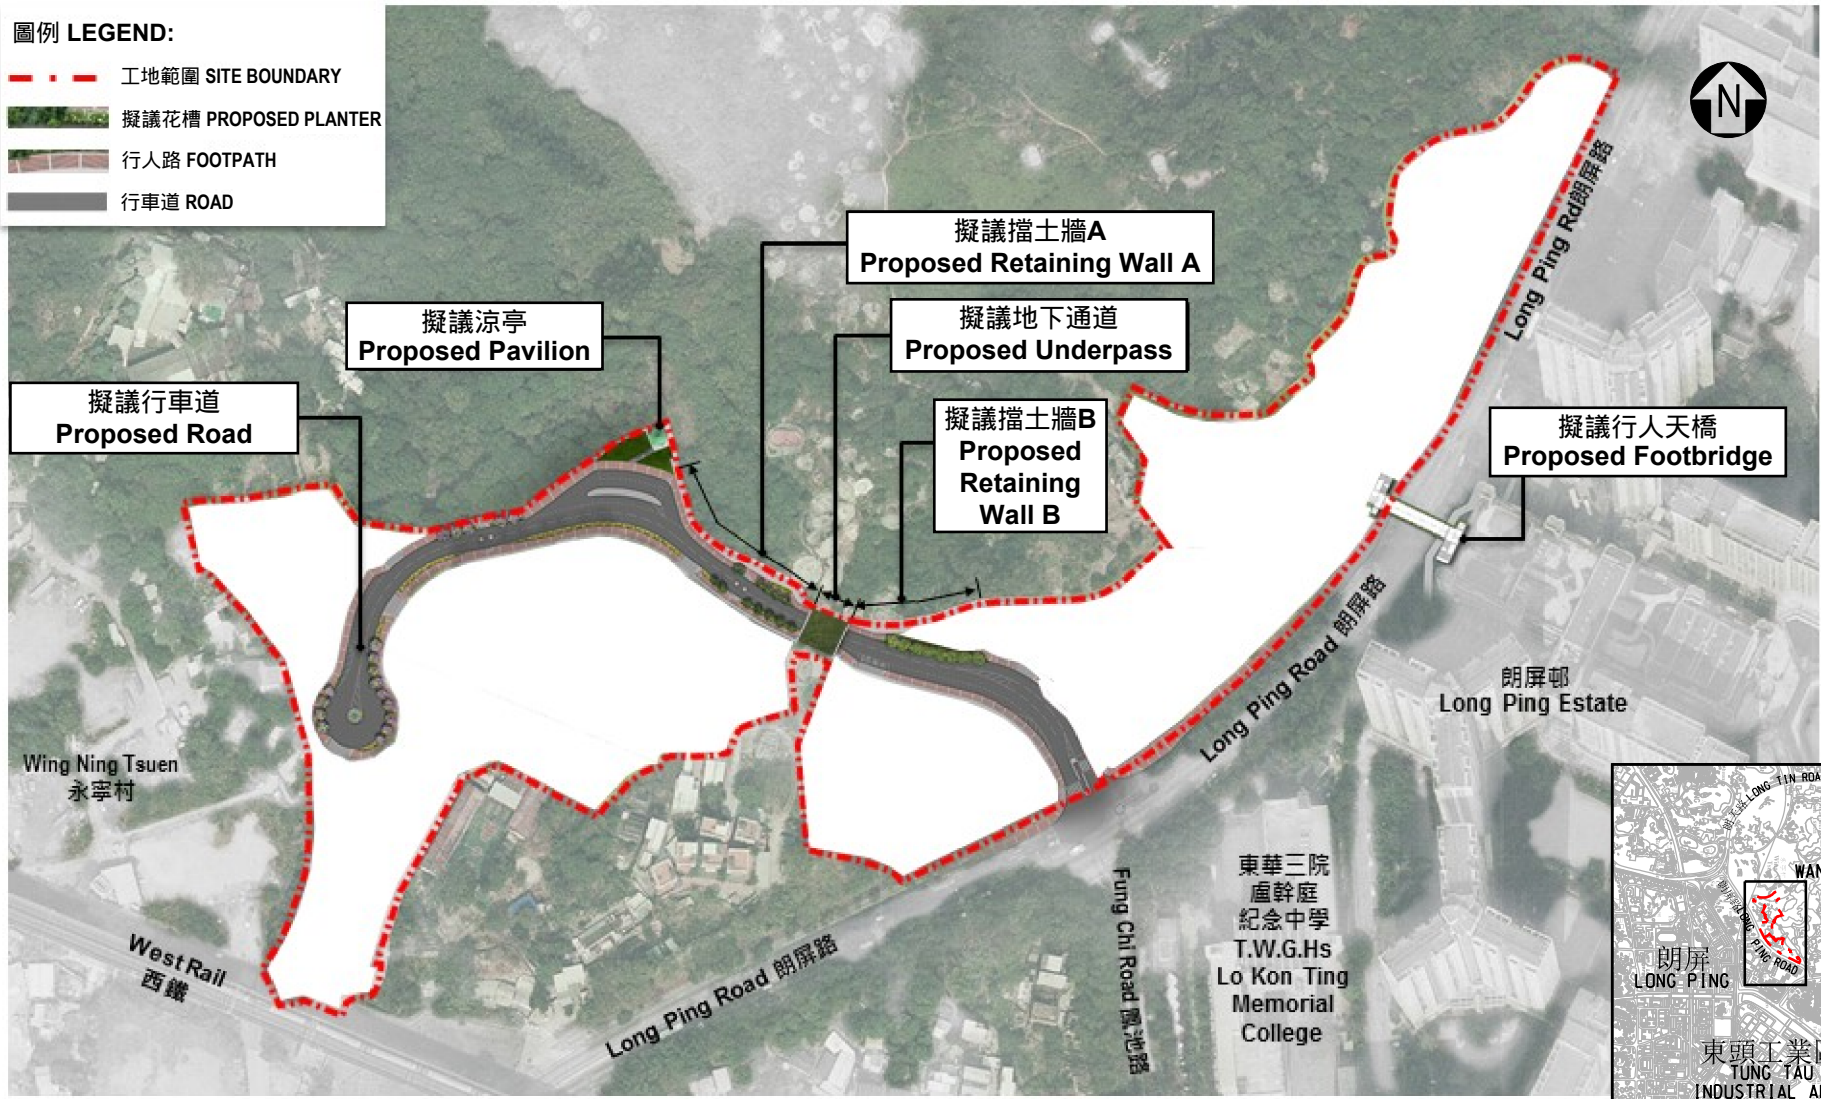 圖例 LEGEND:
工地範圍 SITE BOUNDARY
擬議花槽 PROPOSED PLANTER
行人路 FOOTPATH
行車道 ROAD
N
擬議擋土牆A
Proposed Retaining Wall A
擬議地下通道
Proposed Underpass
擬議涼亭
Proposed Pavilion
擬議行車道
Proposed Road
擬議擋土牆B
Proposed
Retaining
Wall B
擬議行人天橋
Proposed Footbridge
Long Ping Rd朗屏路
Long Ping Road 朗屏路
朗屏邨
Long Ping Estate
Wing Ning Tsuen
永寧村
West Rail
西鐵
Long Ping Road 朗屏路
Fung Chi Road 鳳池路
東華三院
盧幹庭
紀念中學
T.W.G.Hs
Lo Kon Ting
Memorial
College
LONG TIN ROA
WAN
LONG PING ROAD
朗屏
LONG PING
東頭工業
TUNG TAU
INDUSTRIAL A